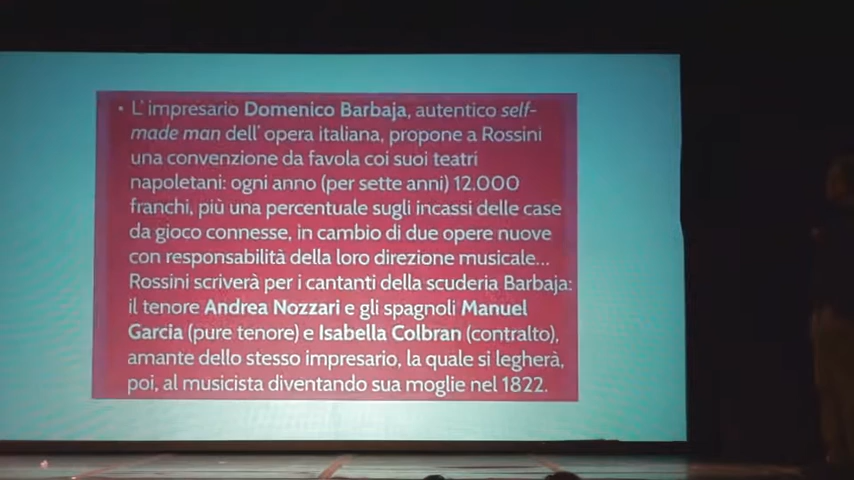 • L'impresario Domenico Barbaja, autentico self-
made man dell'opera italiana, propone a Rossini
una convenzione da favola coi suoi teatri
napoletani: ogni anno (per sette anni) 12.000
franchi, più una percentuale sugli incassi delle case
da gioco connesse, in cambio di due opere nuove
con responsabilità della loro direzione musicale...
Rossini scriverà per i cantanti della scuderia Barbaja:
il tenore Andrea Nozzari e gli spagnoli Manuel
Garcia (pure tenore) e Isabella Colbran (contralto),
amante dello stesso impresario, la quale si legherà,
poi, al musicista diventando sua moglie nel 1822.